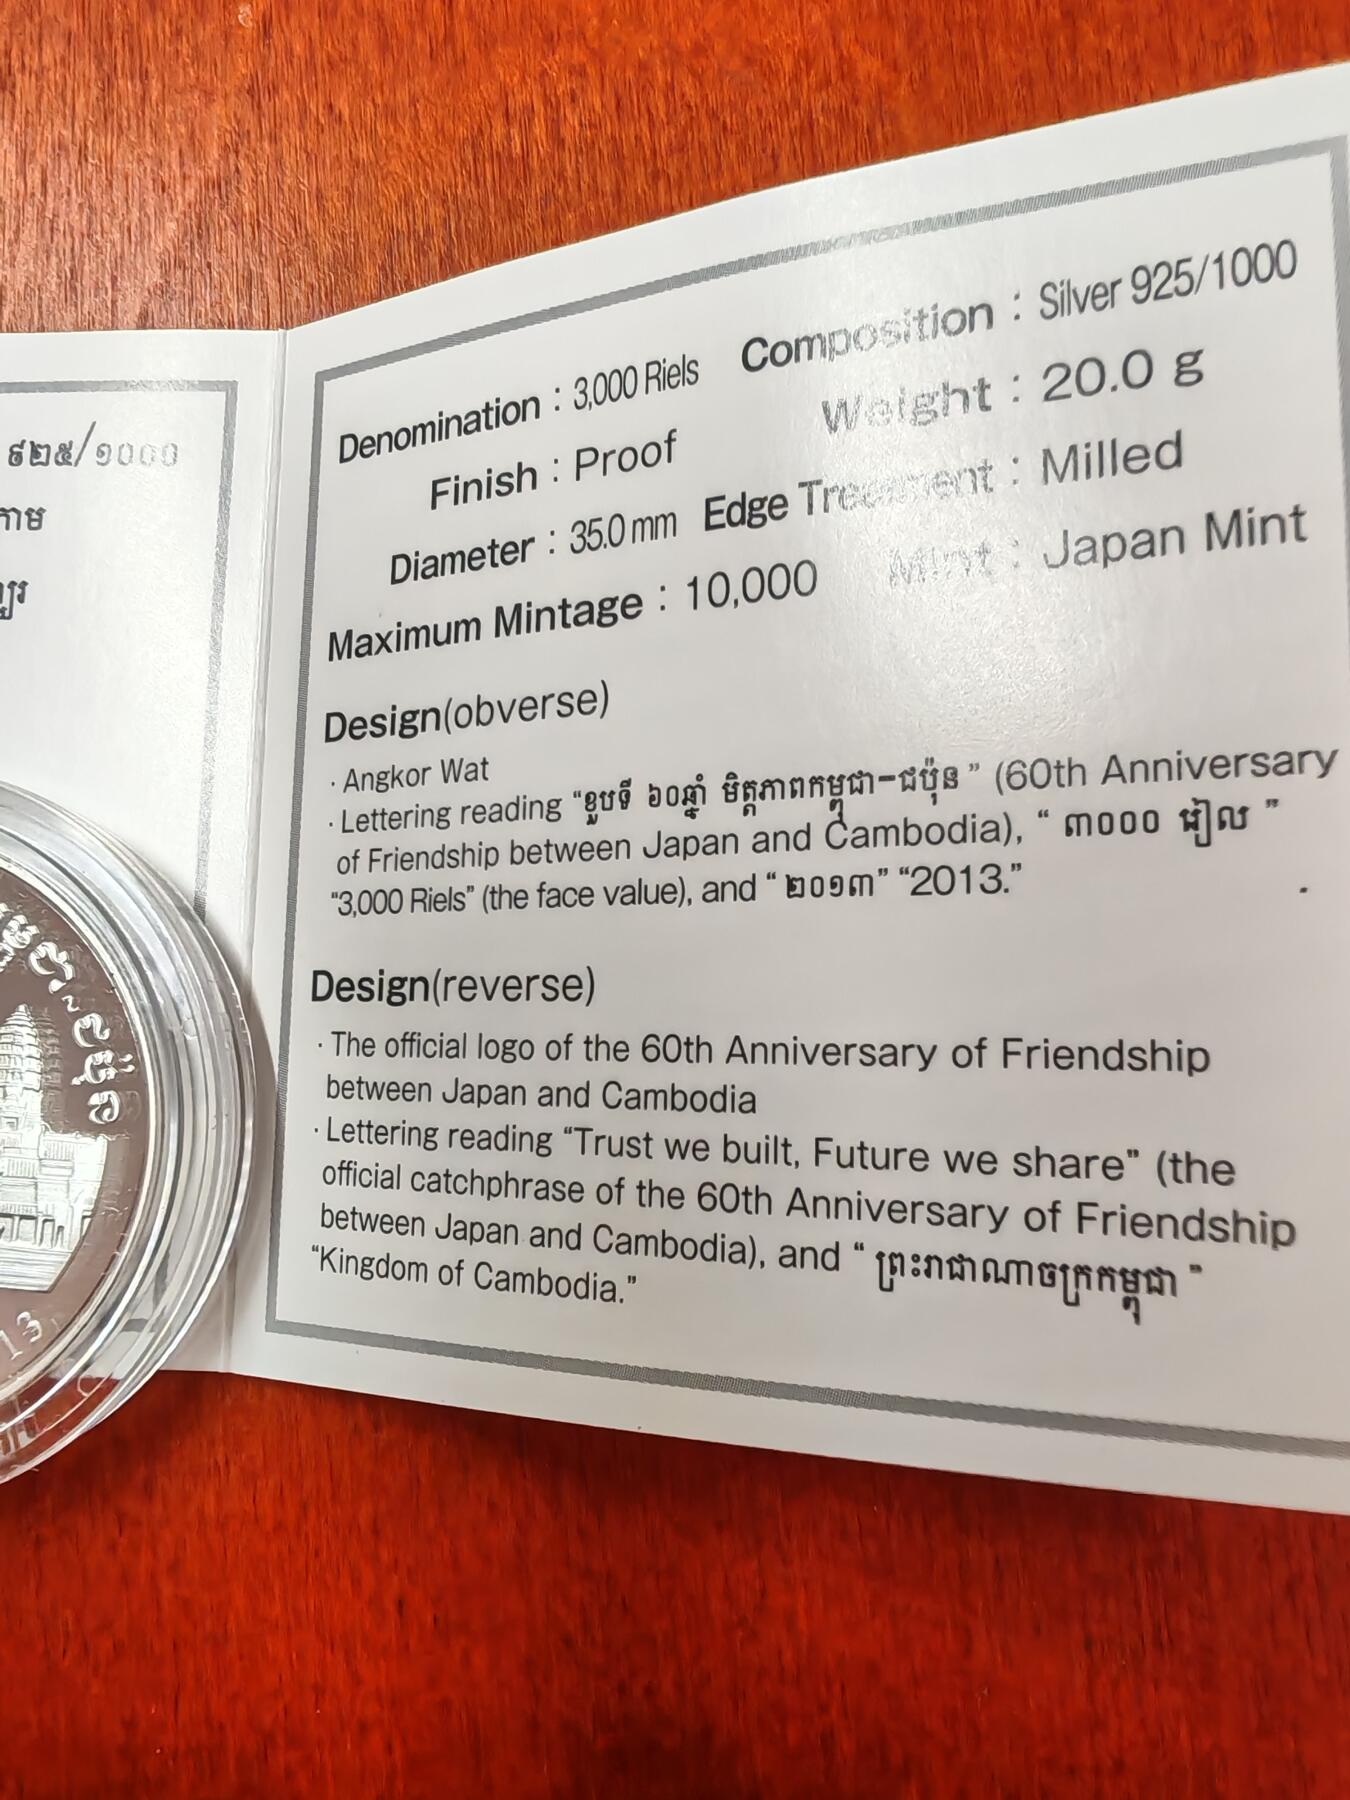 ៩២៥/១០០០
Denomination : 3,000 Riels Composition : Silver 925/1000
Finish : Proof Weight : 20.0 g
Diameter : 35.0 mm Edge Treatment : Milled
Maximum Mintage : 10,000 Mint : Japan Mint
Design(obverse)
· Angkor Wat
· Lettering reading “ខួបទី ៦០ឆ្នាំ មិត្តភាពកម្ពុជា-ជប៉ុន ” (60th Anniversary
of Friendship between Japan and Cambodia), “ ៣០០០ រៀល ”
“3,000 Riels” (the face value), and “ ២០១៣” “2013.”
Design(reverse)
· The official logo of the 60th Anniversary of Friendship
between Japan and Cambodia
· Lettering reading “Trust we built, Future we share” (the
official catchphrase of the 60th Anniversary of Friendship
between Japan and Cambodia), and “ ព្រះរាជាណាចក្រកម្ពុជា ”
“Kingdom of Cambodia.”